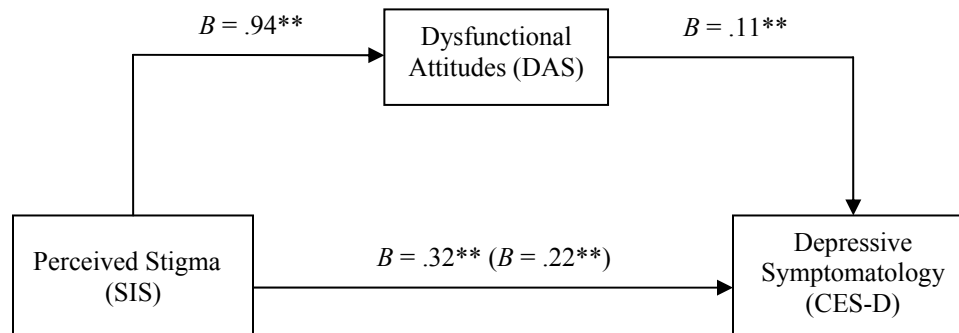 B = .94**
Dysfunctional
Attitudes (DAS)
B = .11**
Perceived Stigma
(SIS)
B = .32** (B = .22**)
Depressive
Symptomatology
(CES-D)